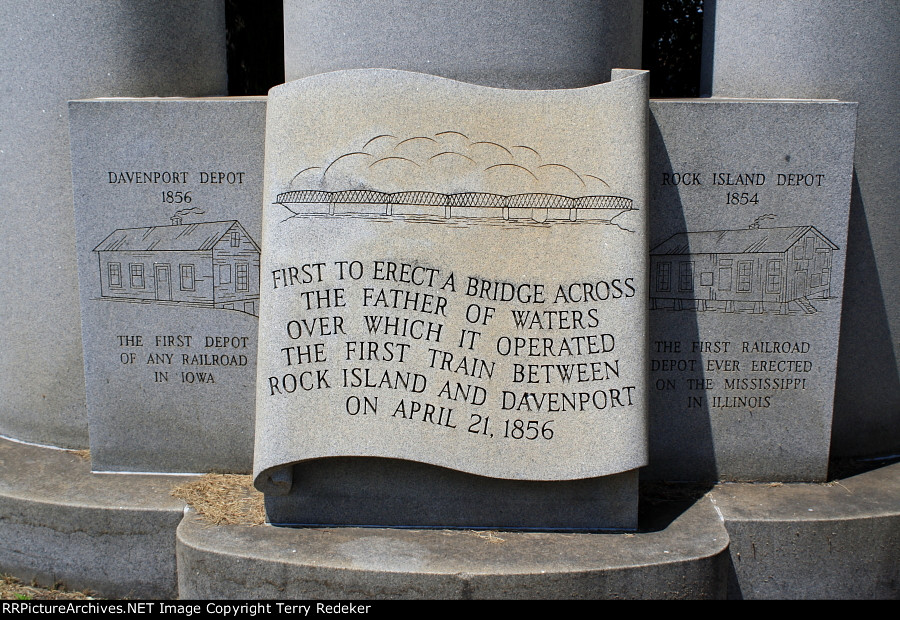 DAVENPORT DEPOT
1856
THE FIRST DEPOT
OF ANY RAILROAD
IN IOWA
FIRST TO ERECT A BRIDGE ACROSS
THE FATHER OF WATERS
OVER WHICH IT OPERATED
THE FIRST TRAIN BETWEEN
ROCK ISLAND AND DAVENPORT
ON APRIL 21, 1856
ROCK ISLAND DEPOT
1854
THE FIRST RAILROAD
DEPOT EVER ERECTED
ON THE MISSISSIPPI
IN ILLINOIS
RRPictureArchives.NET Image Copyright Terry Redeker